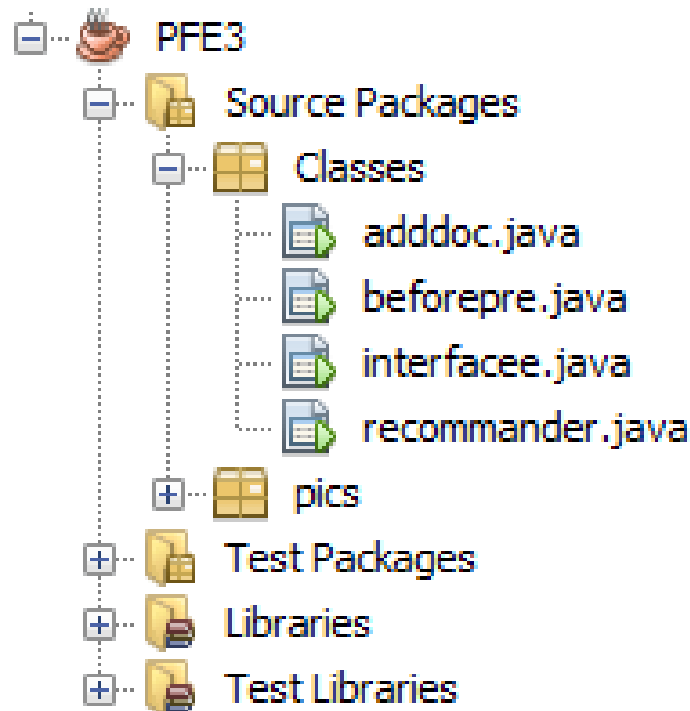 PFE3
Source Packages
Classes
adddoc.java
beforepre.java
interfacee.java
recommander.java
pics
Test Packages
Libraries
Test Libraries